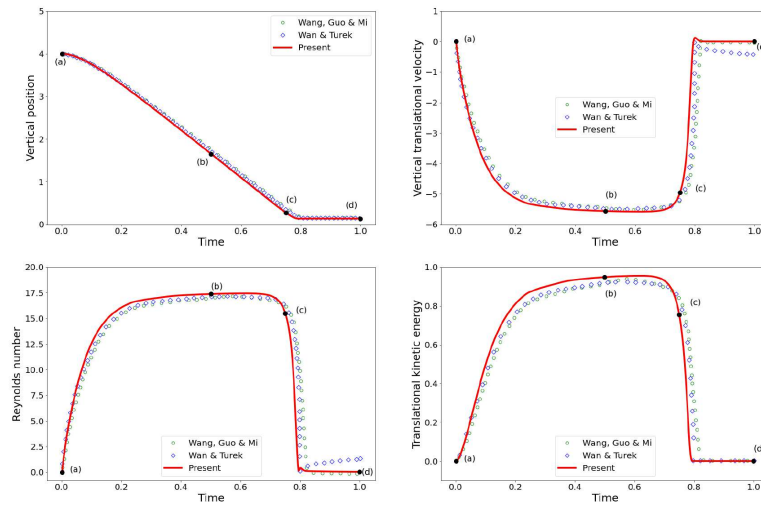 5
4
3
2
1
0
Vertical position
0.0 0.2 0.4 0.6 0.8 1.0
Time
Wang, Guo & Mi
Wan & Turek
Present
(a)
(b)
(c)
(d)
0
−1
−2
−3
−4
−5
−6
Vertical translational velocity
0.0 0.2 0.4 0.6 0.8 1.0
Time
Wang, Guo & Mi
Wan & Turek
Present
(a)
(b)
(c)
20.0
17.5
15.0
12.5
10.0
7.5
5.0
2.5
0.0
Reynolds number
0.0 0.2 0.4 0.6 0.8 1.0
Time
Wang, Guo & Mi
Wan & Turek
Present
(a)
(b)
(c)
(d)
1.0
0.8
0.6
0.4
0.2
0.0
Translational kinetic energy
0.0 0.2 0.4 0.6 0.8 1.0
Time
Wang, Guo & Mi
Wan & Turek
Present
(a)
(b)
(c)
(d